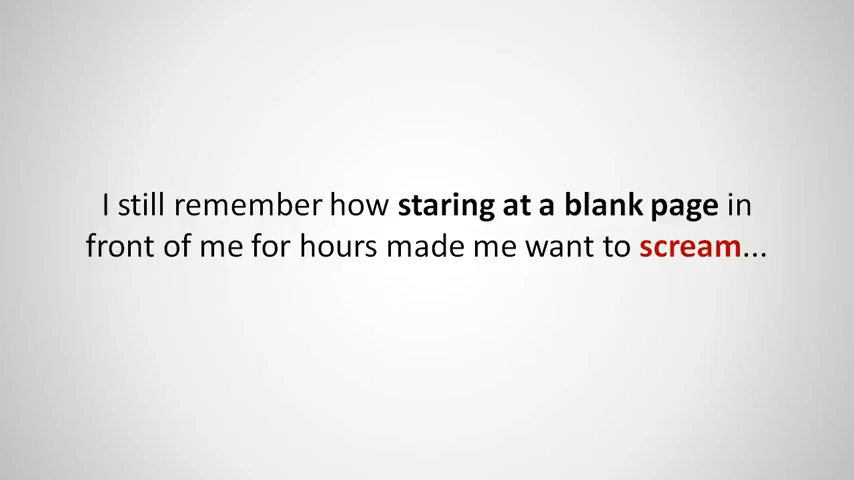 I still remember how staring at a blank page in
front of me for hours made me want to scream...